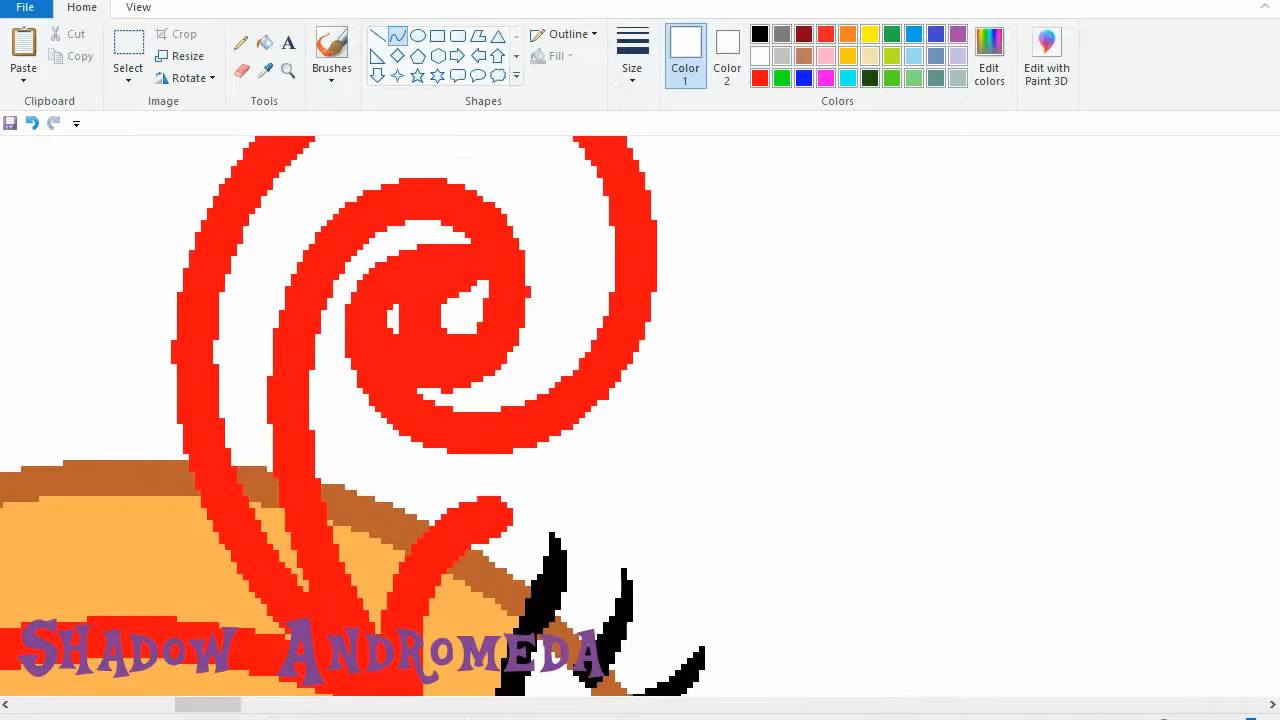 File Home View
Paste Cut Copy Clipboard
Select Crop Resize Rotate Image
A Tools
Brushes
Outline Fill Shapes
Size
Color 1 Color 2 Edit colors Colors
Edit with Paint 3D
Shadow Andromeda